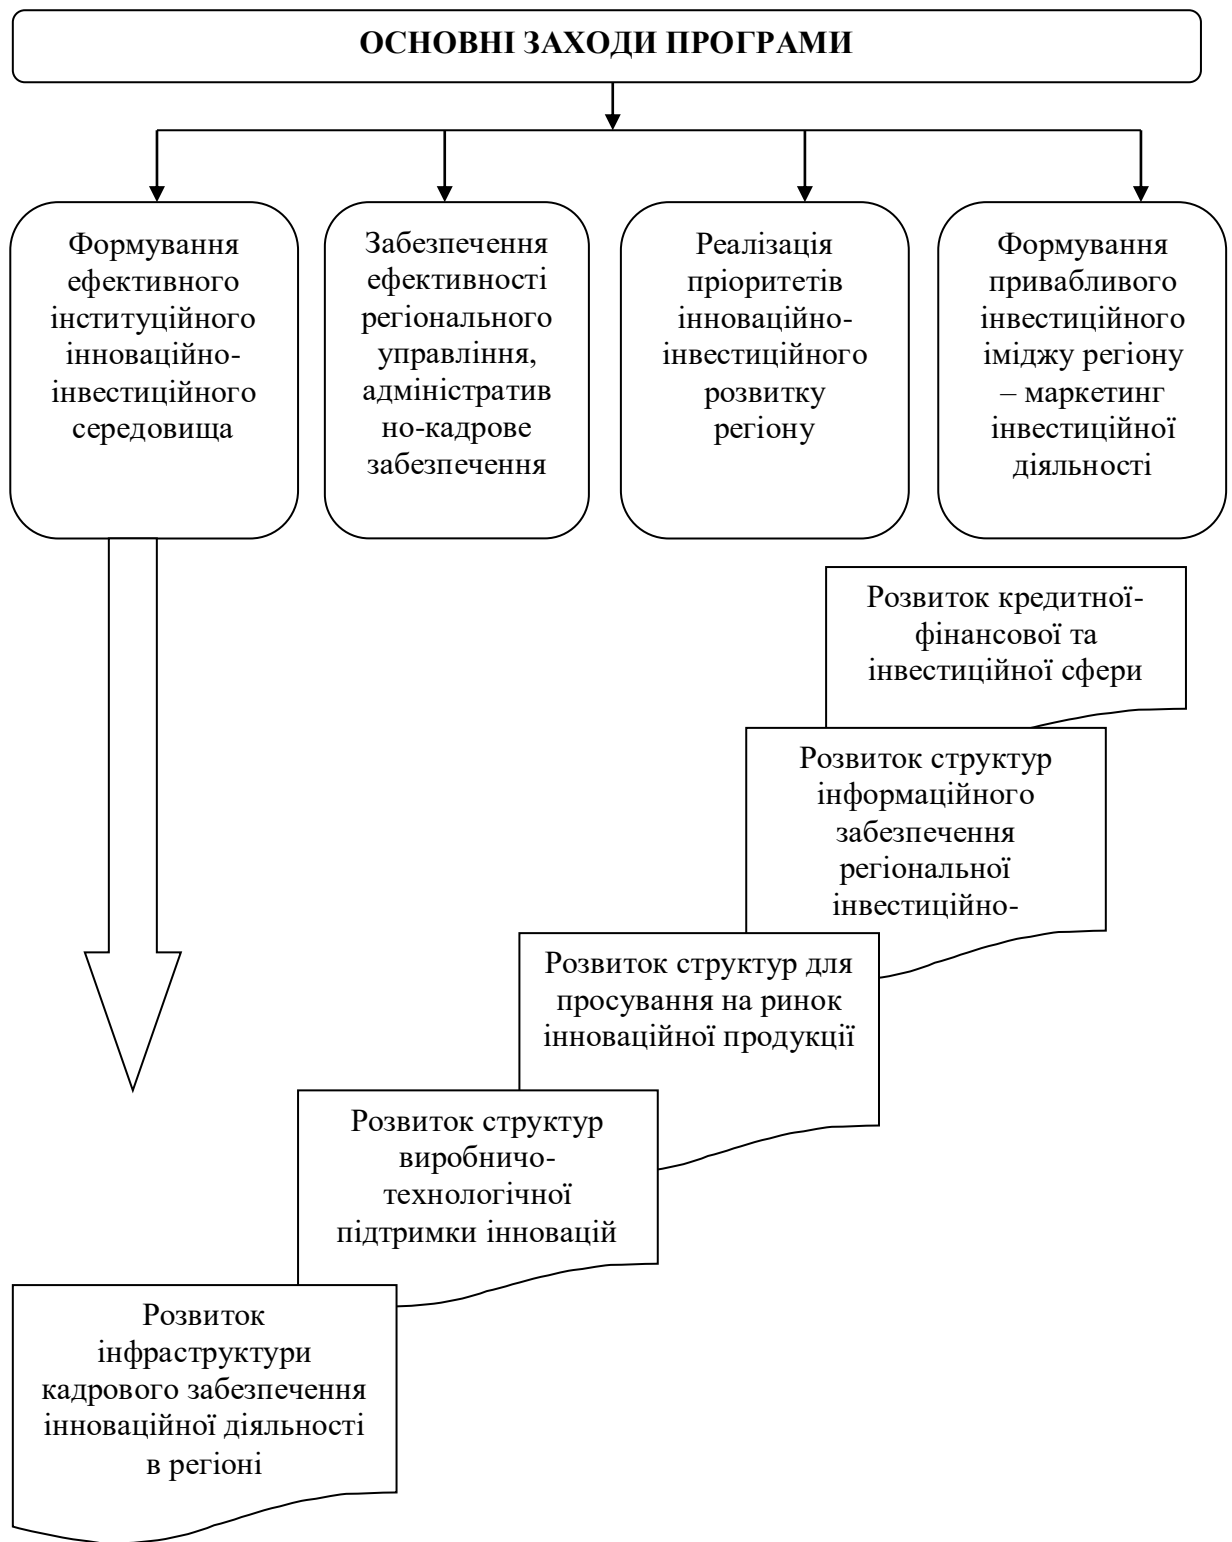 ОСНОВНІ ЗАХОДИ ПРОГРАМИ
Формування
ефективного
інституційного
інноваційно-
інвестиційного
середовища
Забезпечення
ефективності
регіонального
управління,
адміністратив
но-кадрове
забезпечення
Реалізація
пріоритетів
інноваційно-
інвестиційного
розвитку
регіону
Формування
привабливого
інвестиційного
іміджу регіону
– маркетинг
інвестиційної
діяльності
Розвиток кредитної-
фінансової та
інвестиційної сфери
Розвиток структур
інформаційного
забезпечення
регіональної
інвестиційно-
Розвиток структур для
просування на ринок
інноваційної продукції
Розвиток структур
виробничо-
технологічної
підтримки інновацій
Розвиток
інфраструктури
кадрового забезпечення
інноваційної діяльності
в регіоні